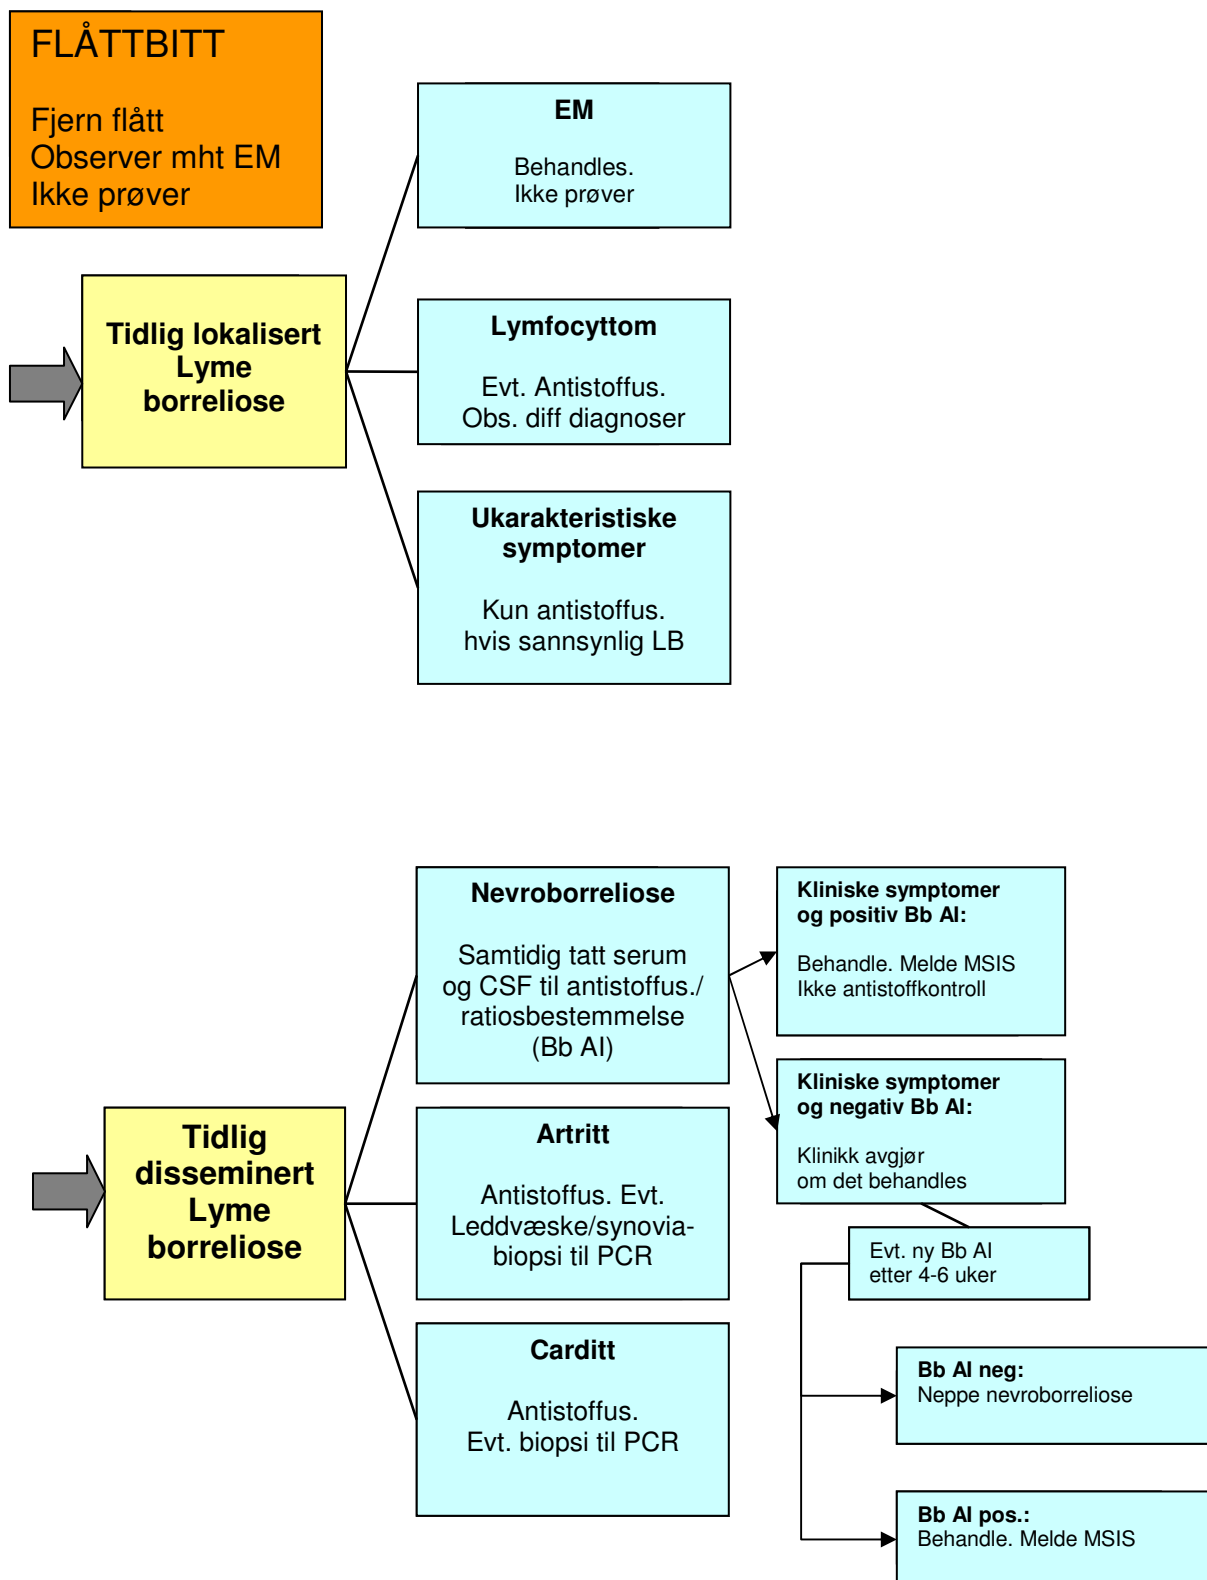 FLÅTTBITT
Fjern flått
Observer mht EM
Ikke prøver
EM
Behandles.
Ikke prøver
Tidlig lokalisert
Lyme
borreliose
Lymfocyttom
Evt. Antistoffus.
Obs. diff diagnoser
Ukarakteristiske
symptomer
Kun antistoffus.
hvis sannsynlig LB
Nevroborreliose
Samtidig tatt serum
og CSF til antistoffus./
ratiosbestemmelse
(Bb AI)
Kliniske symptomer
og positiv Bb AI:
Behandle. Melde MSIS
Ikke antistoffkontroll
Kliniske symptomer
og negativ Bb AI:
Klinikk avgjør
om det behandles
Tidlig
disseminert
Lyme
borreliose
Artritt
Antistoffus. Evt.
Leddvæske/synovia-
biopsi til PCR
Evt. ny Bb AI
etter 4-6 uker
Carditt
Antistoffus.
Evt. biopsi til PCR
Bb AI neg:
Neppe nevroborreliose
Bb AI pos.:
Behandle. Melde MSIS